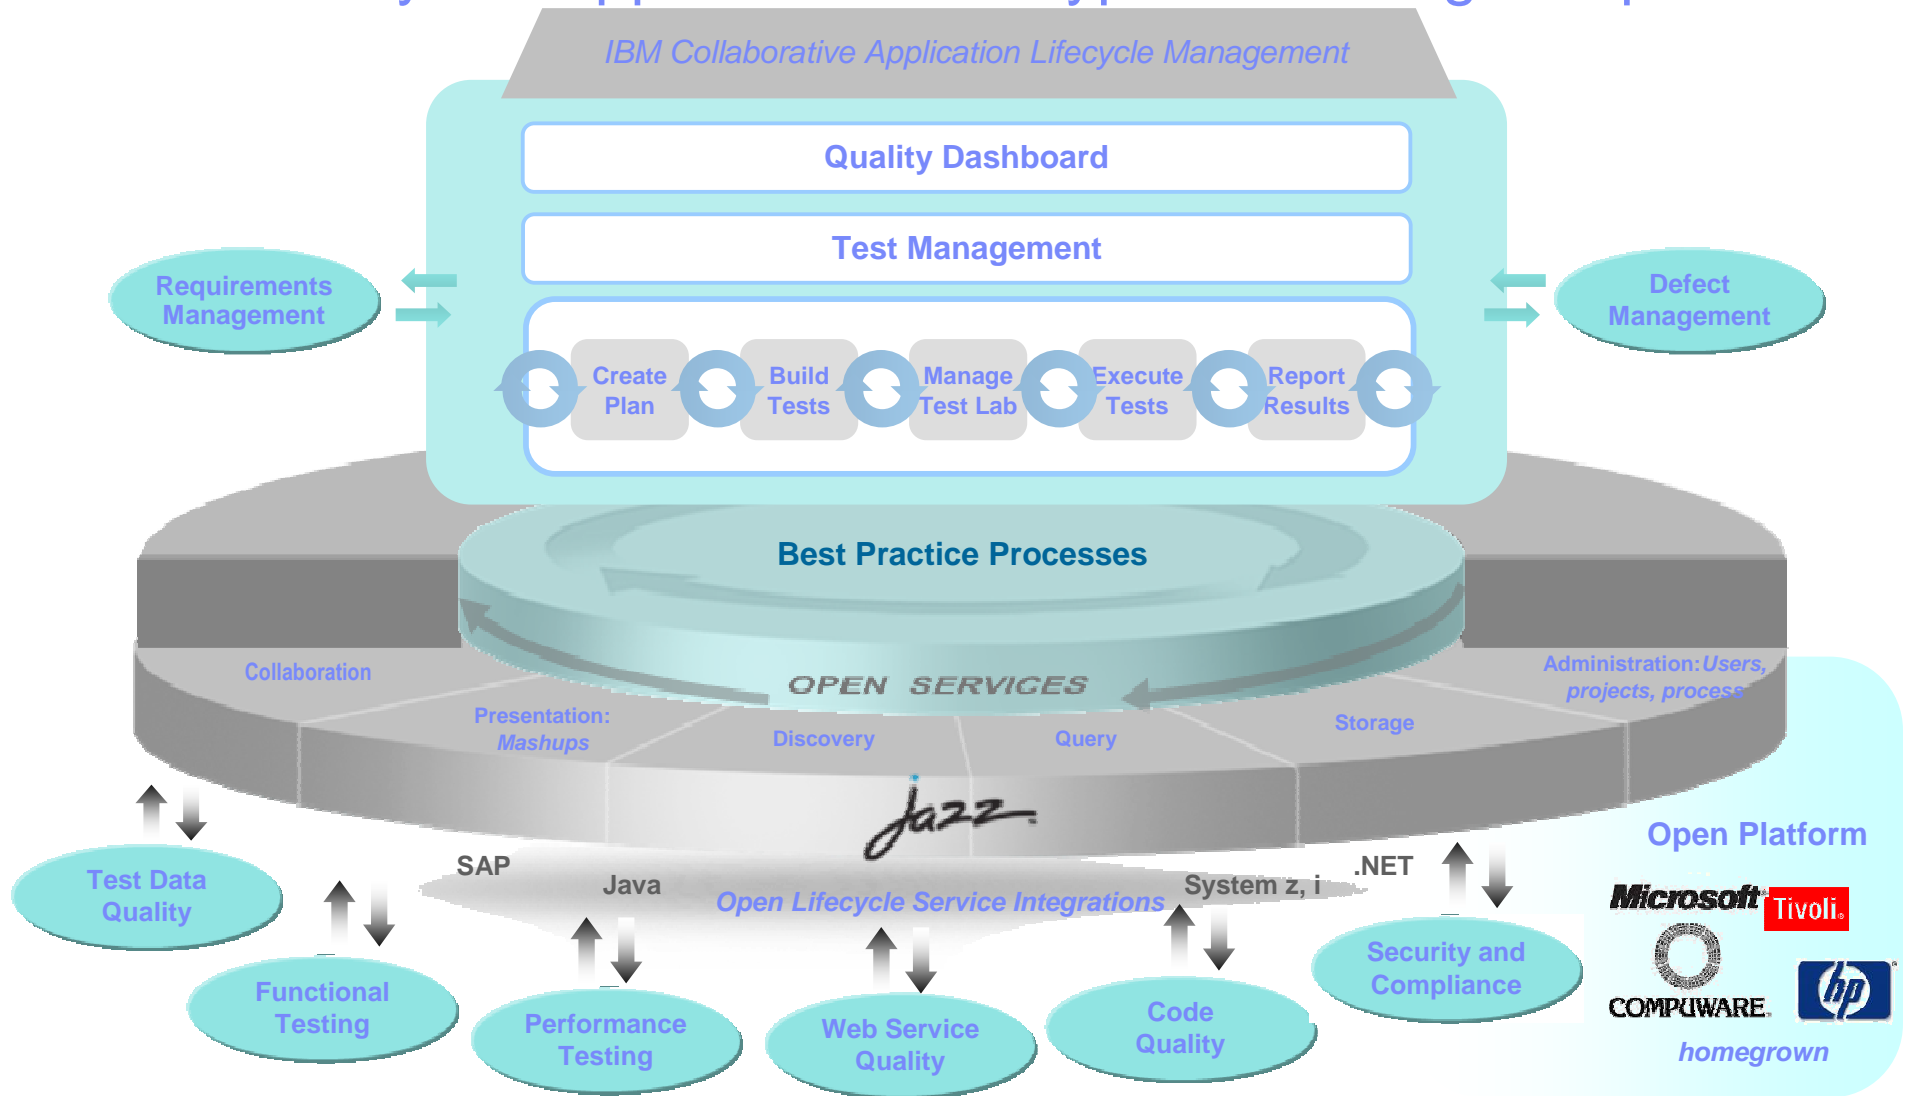 IBM Collaborative Application Lifecycle Management
Quality Dashboard
Test Management
Requirements
Management
Defect
Management
Create
Plan
Build
Tests
Manage
Test Lab
Execute
Tests
Report
Results
Best Practice Processes
OPEN SERVICES
Collaboration
Presentation:
Mashups
Discovery
Query
Storage
Administration: Users,
projects, process
Jazz
Open Platform
SAP
Java
Open Lifecycle Service Integrations
System z, i
.NET
Test Data
Quality
Functional
Testing
Performance
Testing
Web Service
Quality
Code
Quality
Security and
Compliance
Microsoft
Tivoli
COMPUWARE
hp
homegrown